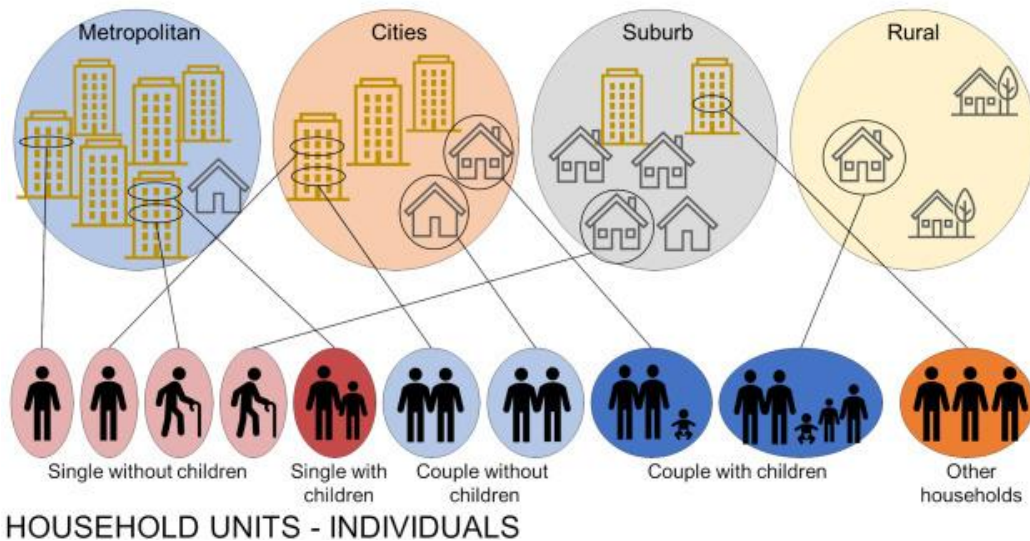 Metropolitan
Cities
Suburb
Rural
Single without children
Single with
children
Couple without
children
Couple with children
Other
households
HOUSEHOLD UNITS - INDIVIDUALS